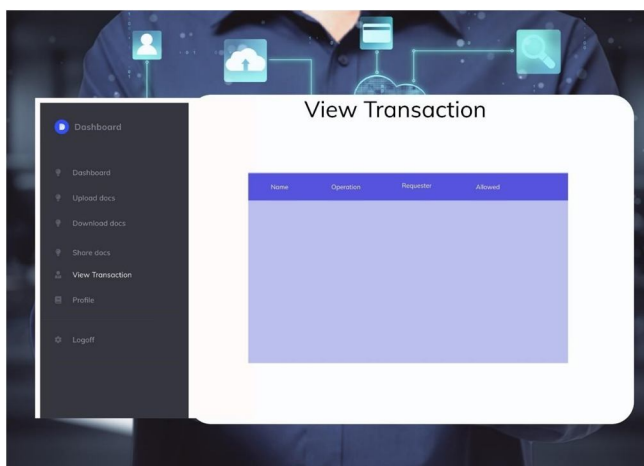 View Transaction
D Dashboard
Dashboard
Upload docs
Download docs
Share docs
View Transaction
Profile
Logoff
Name Operation Requester Allowed